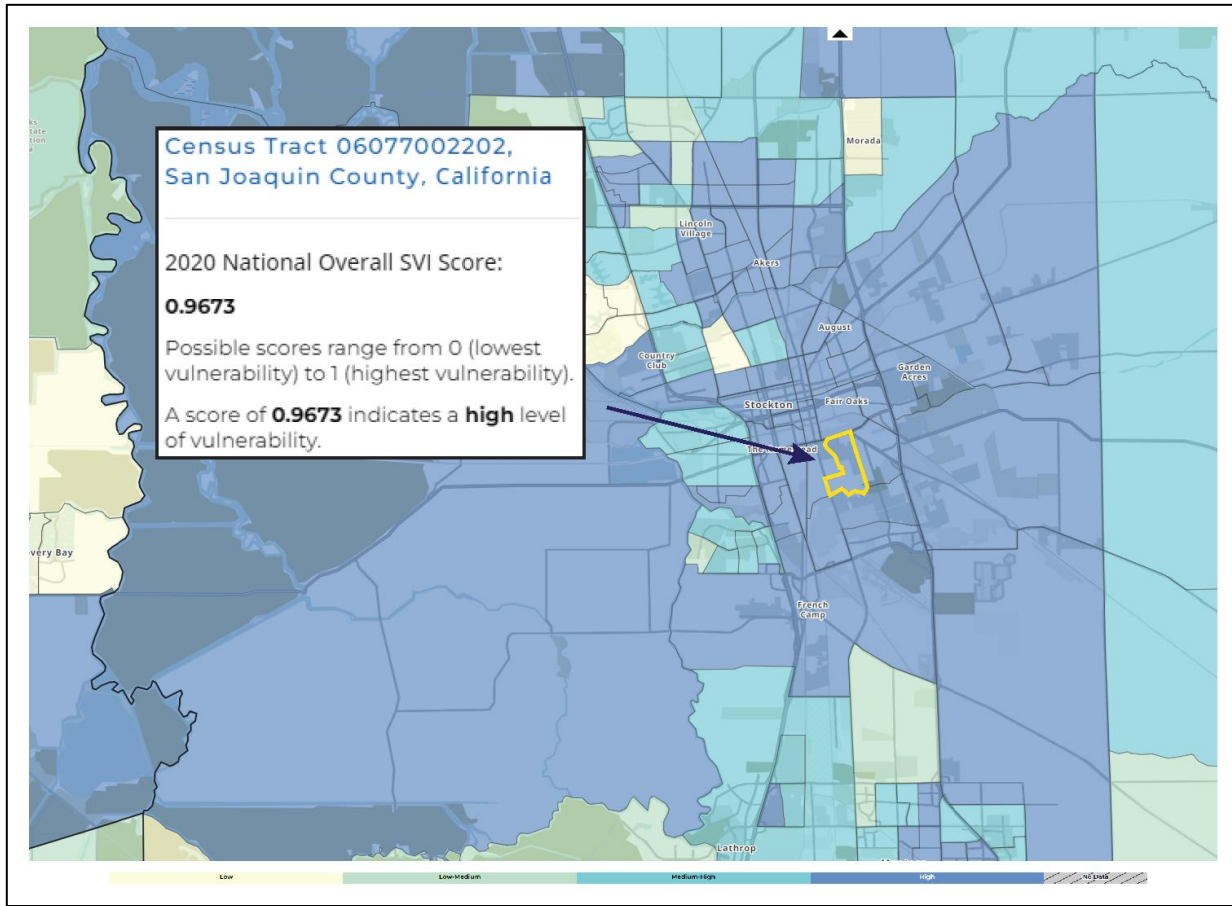 Morada
Census Tract 06077002202,
San Joaquin County, California
2020 National Overall SVI Score:
0.9673
Possible scores range from 0 (lowest
vulnerability) to 1 (highest vulnerability).
A score of 0.9673 indicates a high level
of vulnerability.
Lincoln
Village
Akers
August
Country
Club
Garden
Acres
Stockton
Fair Oaks
French
Camp
Lathrop
Low
Low-Medium
Medium-High
High
No Data